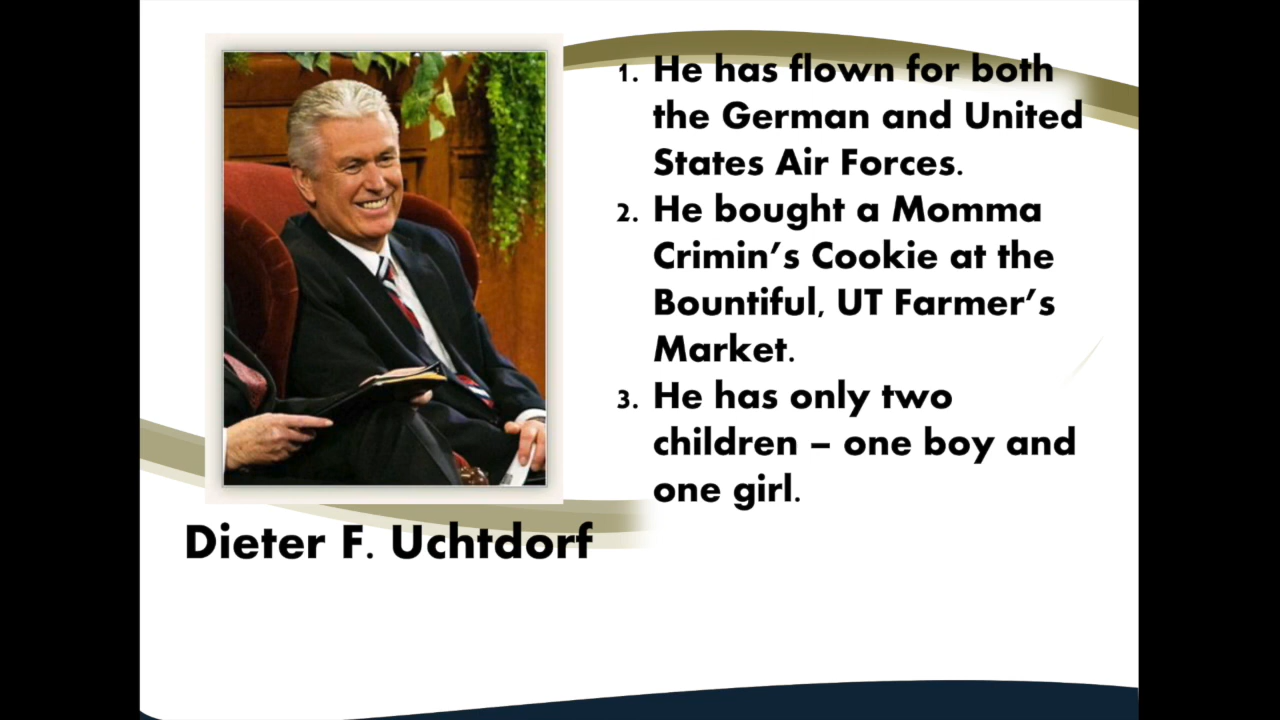 1. He has flown for both
the German and United
States Air Forces.
2. He bought a Momma
Crimin’s Cookie at the
Bountiful, UT Farmer’s
Market.
3. He has only two
children – one boy and
one girl.
Dieter F. Uchtdorf